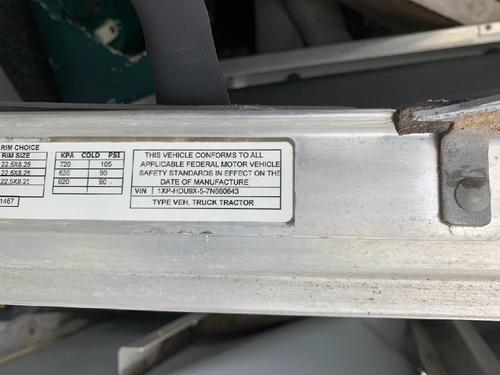 RIM CHOICE
RIM SIZE KPA COLD PSI
22.5X8.25 720 105
22.5X8.25 620 90
22.5X8.25 620 90
1467
THIS VEHICLE CONFORMS TO ALL
APPLICABLE FEDERAL MOTOR VEHICLE
SAFETY STANDARDS IN EFFECT ON THE
DATE OF MANUFACTURE
VIN 1XP-HDU9X-5-7N660643
TYPE VEH. TRUCK TRACTOR